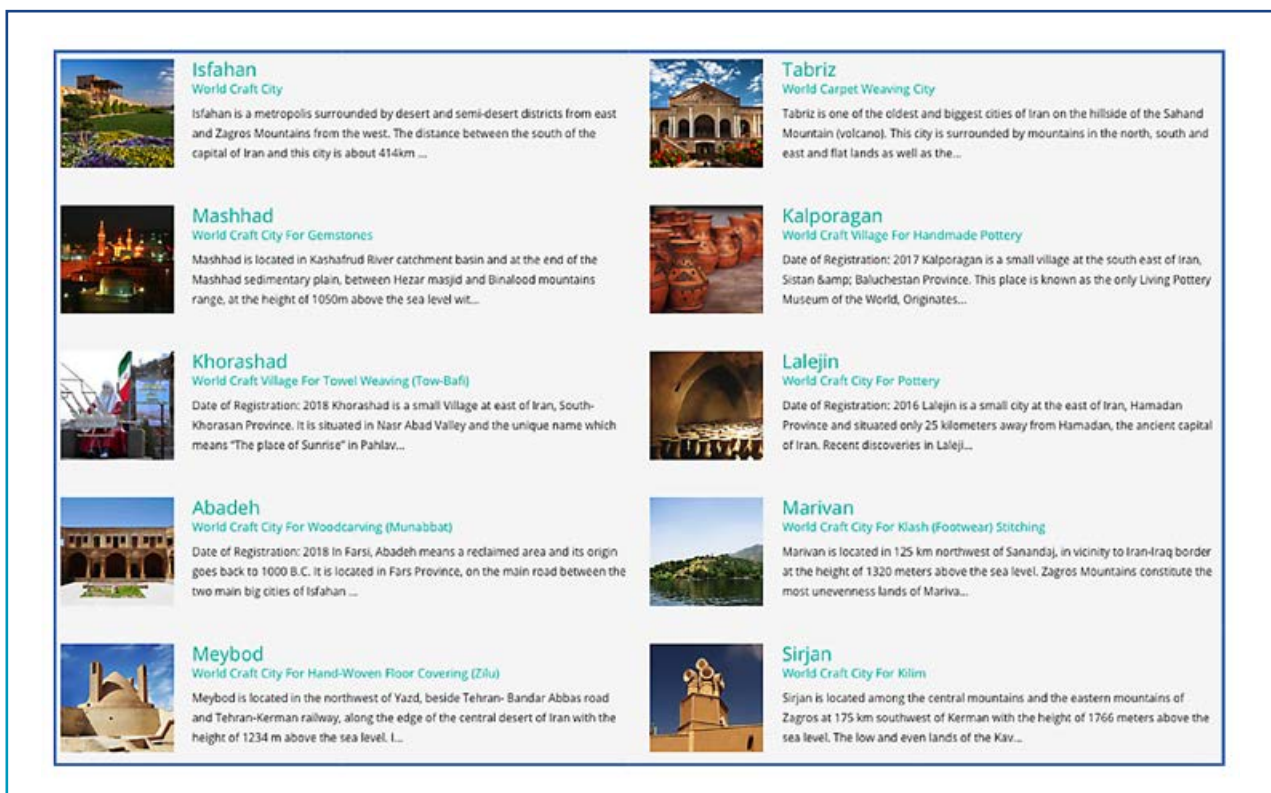 Isfahan
World Craft City
Isfahan is a metropolis surrounded by desert and semi-desert districts from east
and Zagros Mountains from the west. The distance between the south of the
capital of Iran and this city is about 414km ...
Tabriz
World Carpet Weaving City
Tabriz is one of the oldest and biggest cities of Iran on the hillside of the Sahand
Mountain (volcano). This city is surrounded by mountains in the north, south and
east and flat lands as well as the...
Mashhad
World Craft City For Gemstones
Mashhad is located in Kashafrud River catchment basin and at the end of the
Mashhad sedimentary plain, between Hezar masjid and Binalood mountains
range, at the height of 1050m above the sea level wit...
Kalporagan
World Craft Village For Handmade Pottery
Date of Registration: 2017 Kalporagan is a small village at the south east of Iran,
Sistan &amp; Baluchestan Province. This place is known as the only Living Pottery
Museum of the World, Originates...
Khorashad
World Craft Village For Towel Weaving (Tow-Bafi)
Date of Registration: 2018 Khorashad is a small Village at east of Iran, South-
Khorasan Province. It is situated in Nasr Abad Valley and the unique name which
means "The place of Sunrise" in Pahlav...
Lalejin
World Craft City For Pottery
Date of Registration: 2016 Lalejin is a small city at the east of Iran, Hamadan
Province and situated only 25 kilometers away from Hamadan, the ancient capital
of Iran. Recent discoveries in Laleji...
Abadeh
World Craft City For Woodcarving (Munabbat)
Date of Registration: 2018 In Farsi, Abadeh means a reclaimed area and its origin
goes back to 1000 B.C. It is located in Fars Province, on the main road between the
two main big cities of Isfahan ...
Marivan
World Craft City For Klash (Footwear) Stitching
Marivan is located in 125 km northwest of Sanandaj, in vicinity to Iran-Iraq border
at the height of 1320 meters above the sea level. Zagros Mountains constitute the
most unevenness lands of Mariva...
Meybod
World Craft City For Hand-Woven Floor Covering (Zilu)
Meybod is located in the northwest of Yazd, beside Tehran- Bandar Abbas road
and Tehran-Kerman railway, along the edge of the central desert of Iran with the
height of 1234 m above the sea level. I...
Sirjan
World Craft City For Kilim
Sirjan is located among the central mountains and the eastern mountains of
Zagros at 175 km southwest of Kerman with the height of 1766 meters above the
sea level. The low and even lands of the Kav...